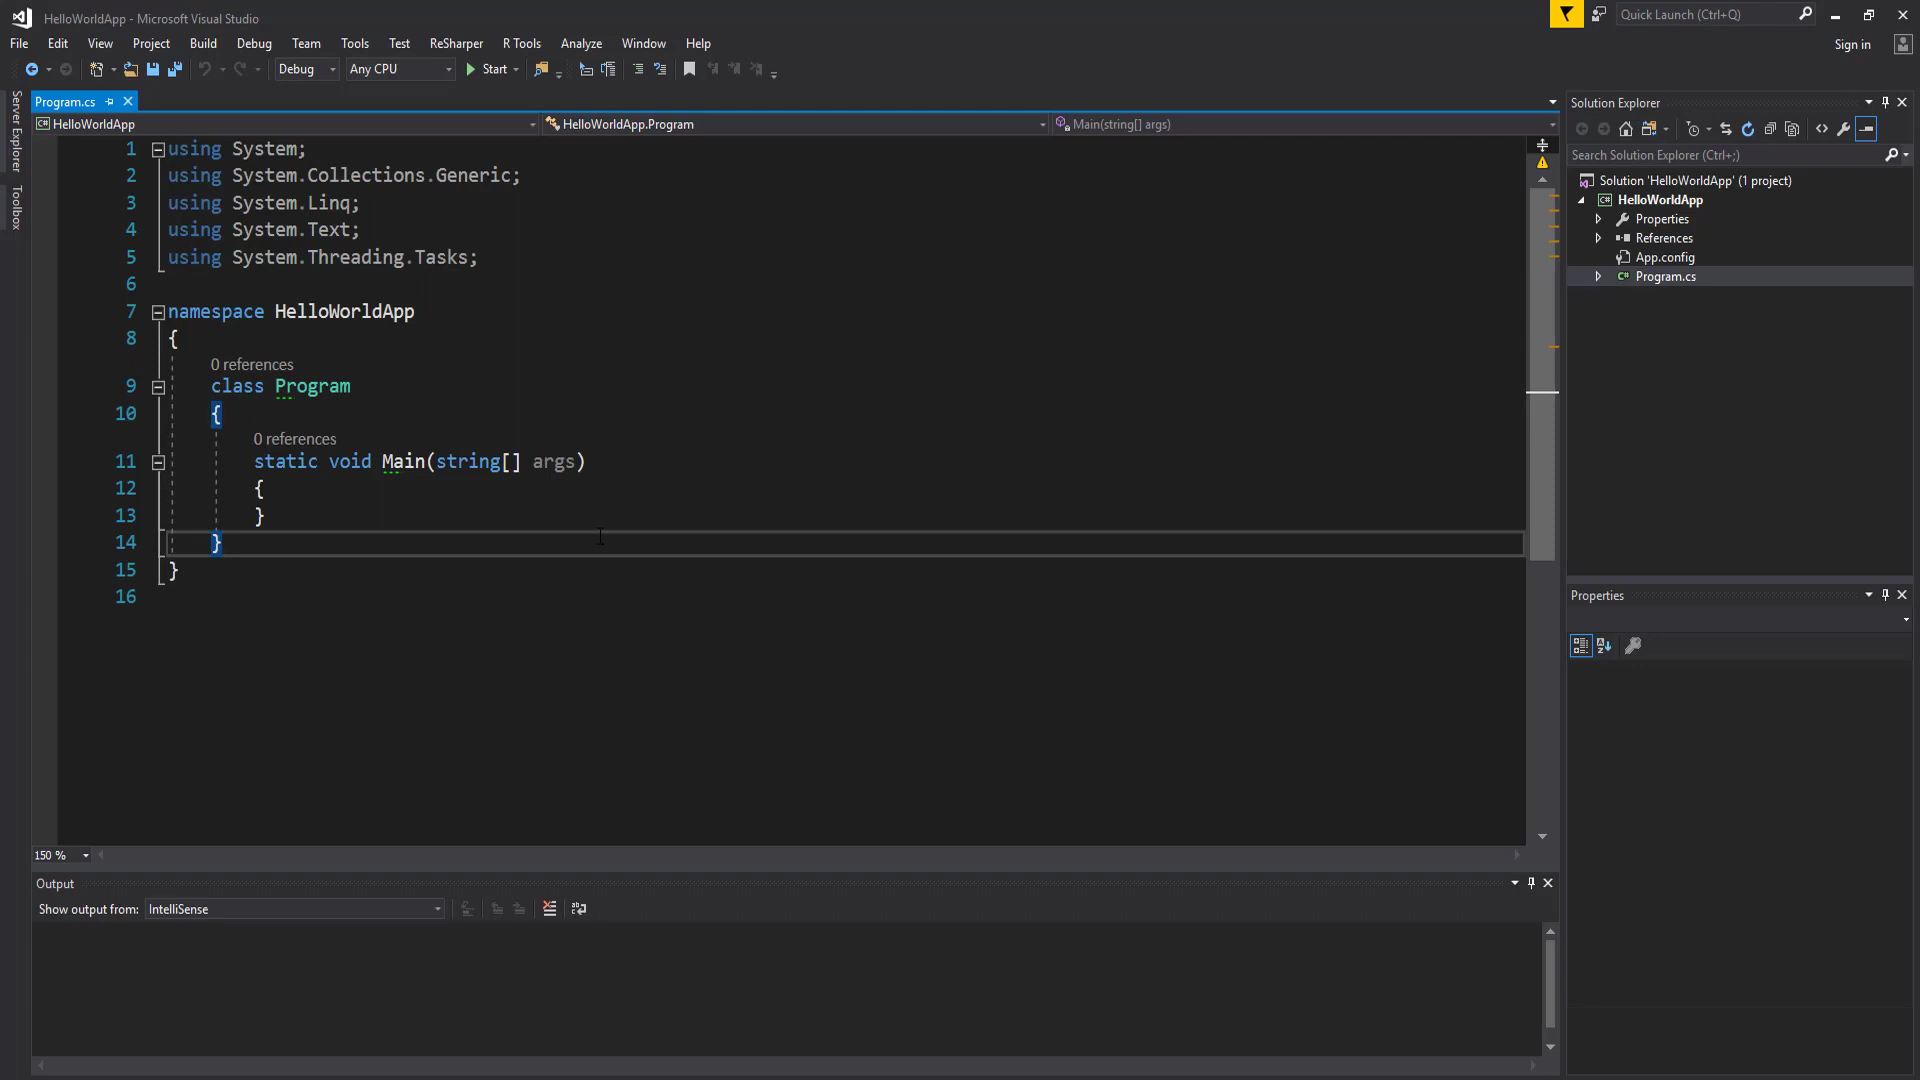 HelloWorldApp - Microsoft Visual Studio
Quick Launch (Ctrl+Q)
File Edit View Project Build Debug Team Tools Test ReSharper R Tools Analyze Window Help
Sign in
Debug Any CPU Start
Server Explorer
Toolbox
Program.cs
HelloWorldApp HelloWorldApp.Program Main(string[] args)
1 using System;
2 using System.Collections.Generic;
3 using System.Linq;
4 using System.Text;
5 using System.Threading.Tasks;
6
7 namespace HelloWorldApp
8 {
0 references
9 class Program
10 {
0 references
11 static void Main(string[] args)
12 {
13 }
14 }
15 }
16
150 %
Output
Show output from: IntelliSense
Solution Explorer
Search Solution Explorer (Ctrl+;)
Solution 'HelloWorldApp' (1 project)
C# HelloWorldApp
Properties
References
App.config
C# Program.cs
Properties